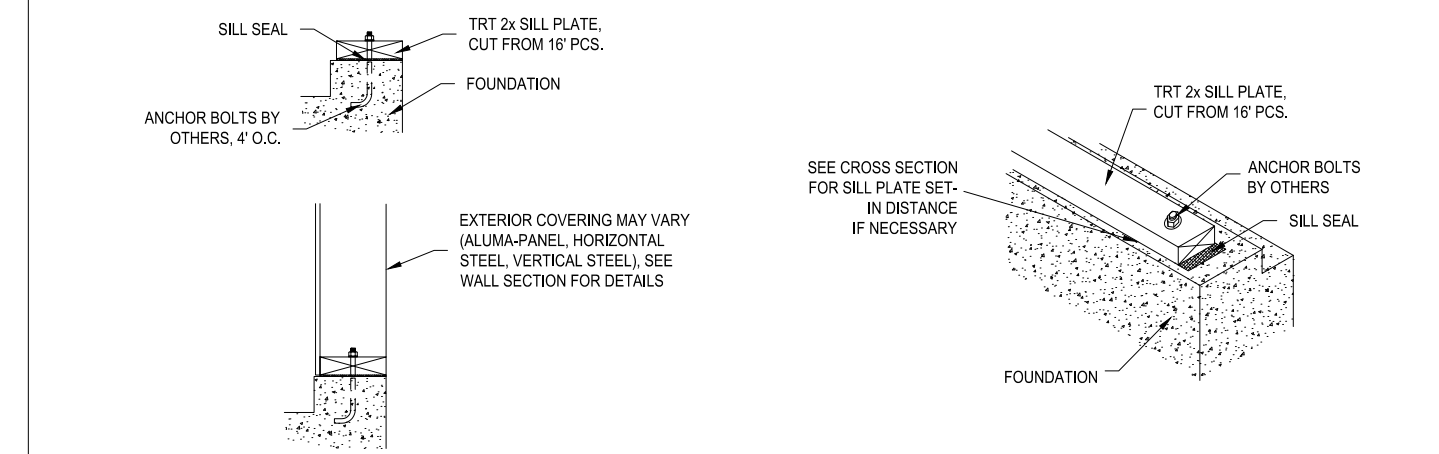 SILL SEAL
TRT 2x SILL PLATE,
CUT FROM 16' PCS.
FOUNDATION
ANCHOR BOLTS BY
OTHERS, 4' O.C.
EXTERIOR COVERING MAY VARY
(ALUMA-PANEL, HORIZONTAL
STEEL, VERTICAL STEEL), SEE
WALL SECTION FOR DETAILS
TRT 2x SILL PLATE,
CUT FROM 16' PCS.
SEE CROSS SECTION
FOR SILL PLATE SET-
IN DISTANCE
IF NECESSARY
ANCHOR BOLTS
BY OTHERS
SILL SEAL
FOUNDATION